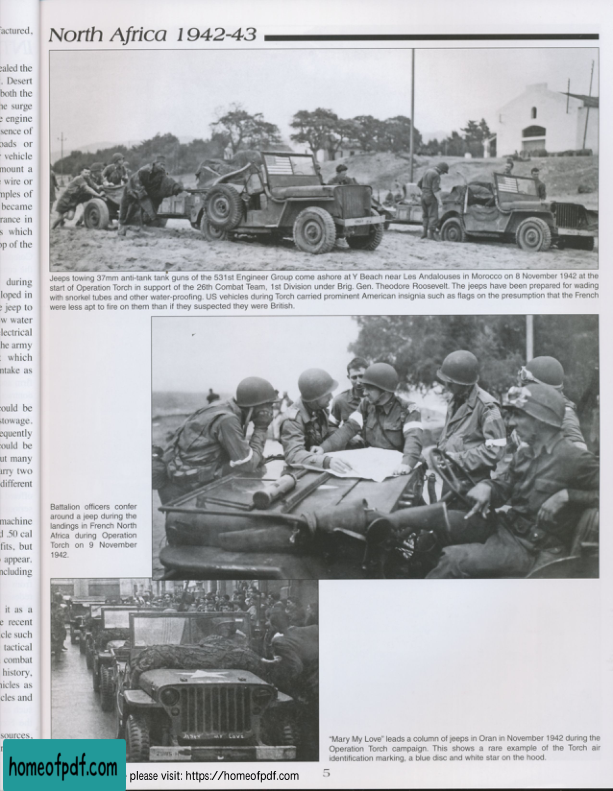 actured,
ealed the
. Desert
both the
he surge
e engine
sence of
oads or
vehicle
mount a
wire or
mples of
became
rance in
s which
op of the
during
loped in
e jeep to
w water
lectrical
he army
which
ntake as
ould be
stowage.
equently
ould be
ut many
arry two
different
machine
d .50 cal
fits, but
appear.
ncluding
it as a
e recent
cle such
tactical
combat
history,
hicles as
cles and
sources,
North Africa 1942-43
Jeeps towing 37mm anti-tank tank guns of the 531st Engineer Group come ashore at Y Beach near Les Andalouses in Morocco on 8 November 1942 at the
start of Operation Torch in support of the 26th Combat Team, 1st Division under Brig. Gen. Theodore Roosevelt. The jeeps have been prepared for wading
with snorkel tubes and other water-proofing. US vehicles during Torch carried prominent American insignia such as flags on the presumption that the French
were less apt to fire on them than if they suspected they were British.
Battalion officers confer
around a jeep during the
landings in French North
Africa during Operation
Torch on 9 November
1942.
MARY MY LOVE
"Mary My Love" leads a column of jeeps in Oran in November 1942 during the
Operation Torch campaign. This shows a rare example of the Torch air
identification marking, a blue disc and white star on the hood.
5
homeofpdf.com
please visit: https://homeofpdf.com